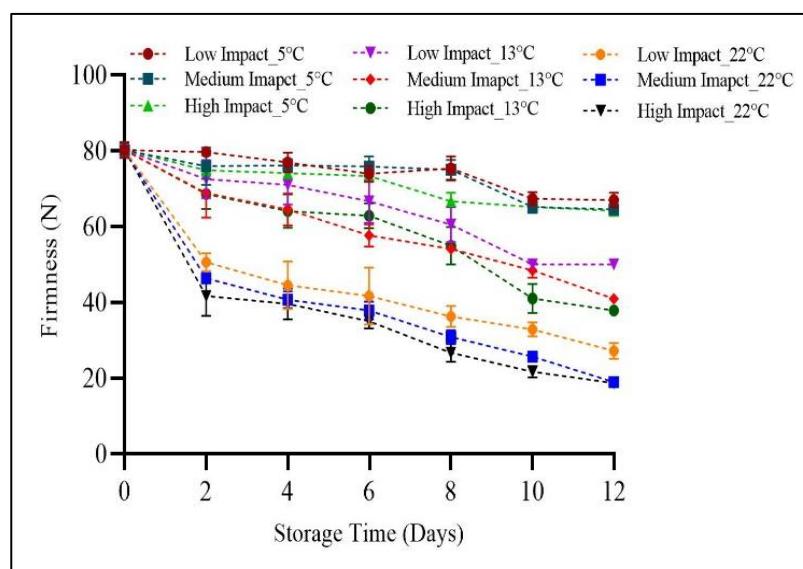 Low Impact_5°C Low Impact_13°C Low Impact_22°C
Medium Imapct_5°C Medium Imapct_13°C Medium Imapct_22°C
High Impact_5°C High Impact_13°C High Impact_22°C
100
80
60
40
20
0
Firmness (N)
0 2 4 6 8 10 12
Storage Time (Days)